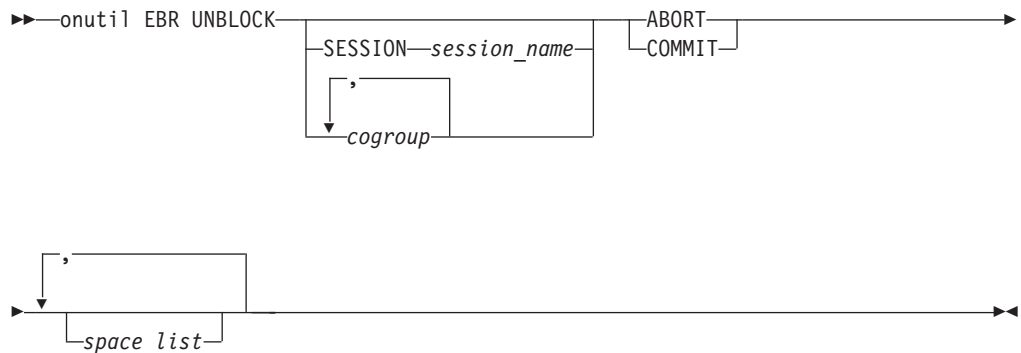 onutil EBR UNBLOCK ABORT
SESSION session_name COMMIT
,
cogroup
,
space list